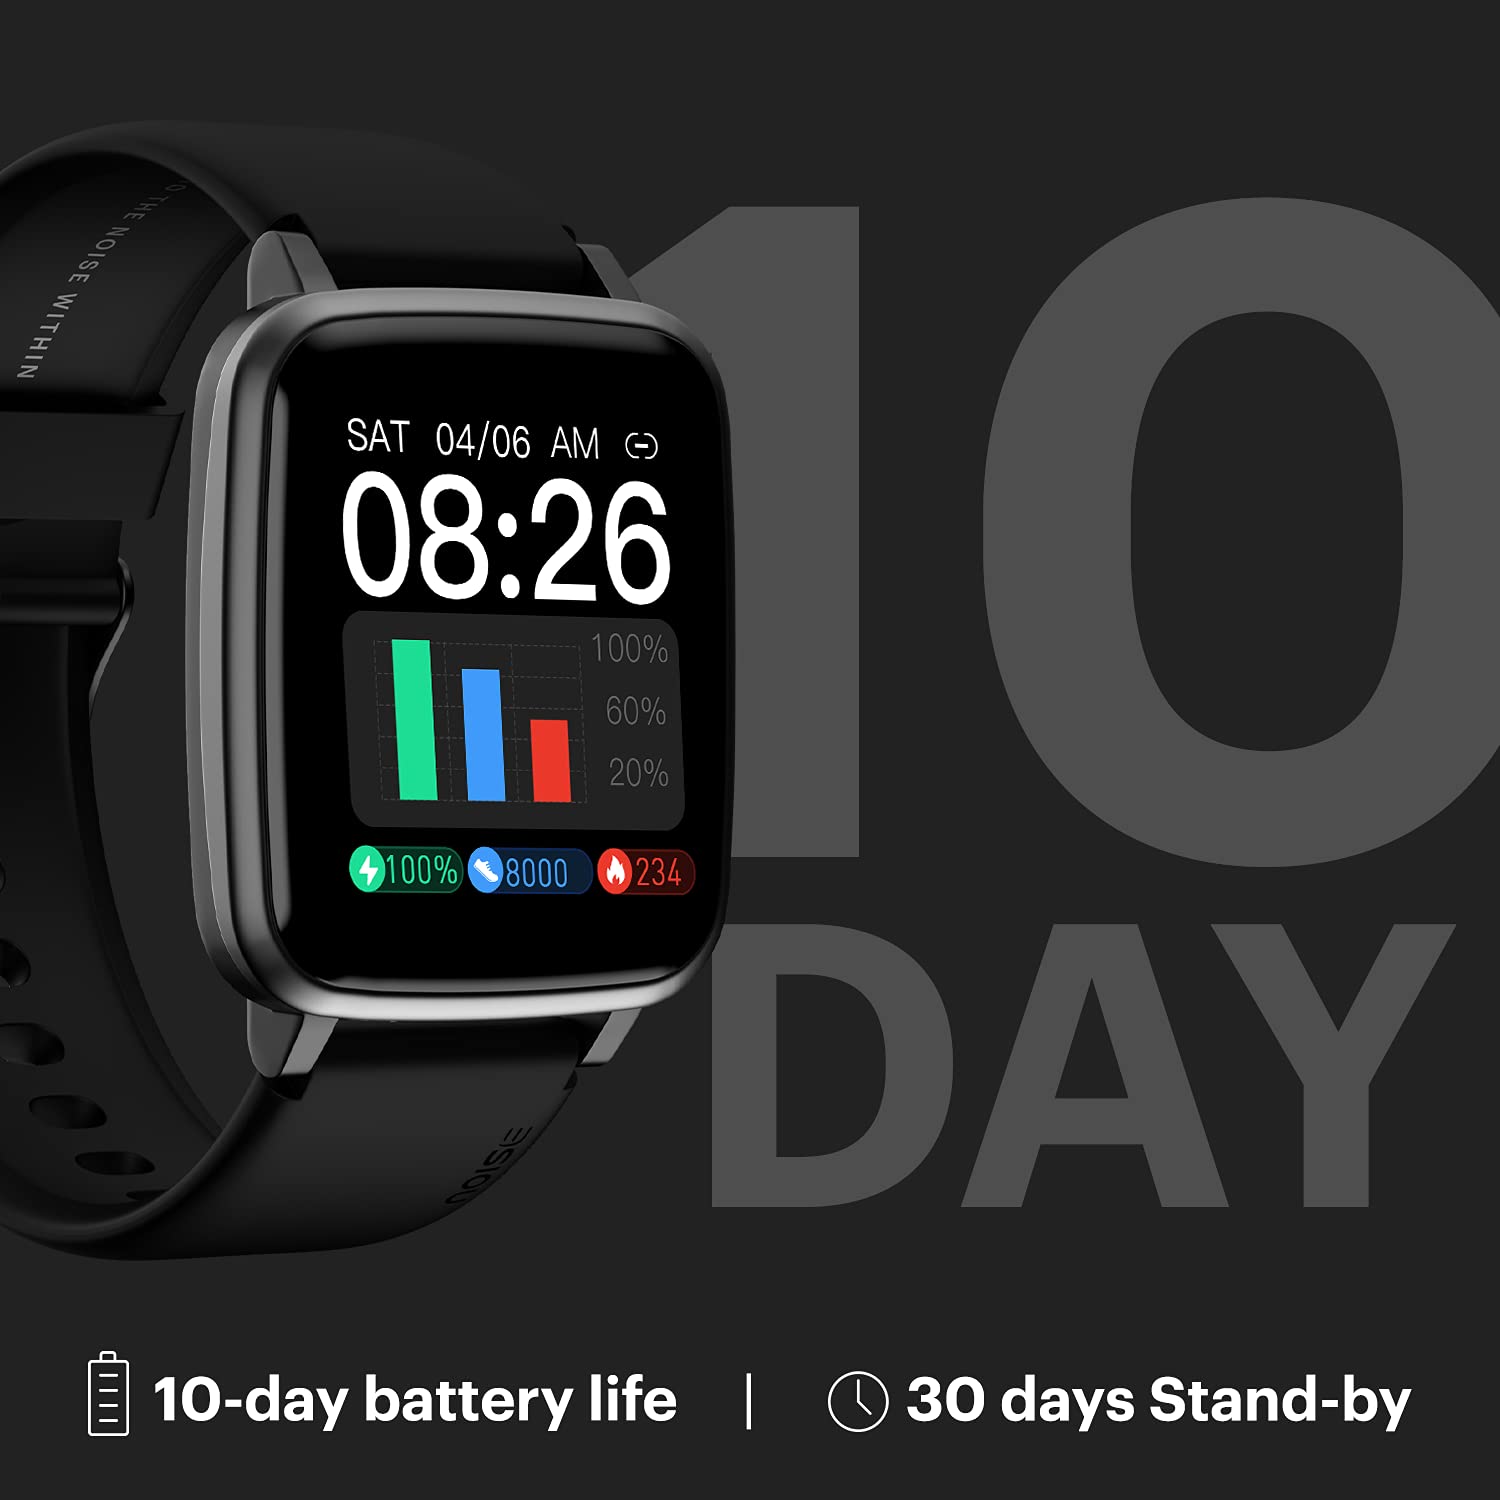 TO THE NOISE WITHIN
SAT 04/06 AM
08:26
100%
60%
20%
100% 8000 234
NOISE
10
DAY
10-day battery life | 30 days Stand-by